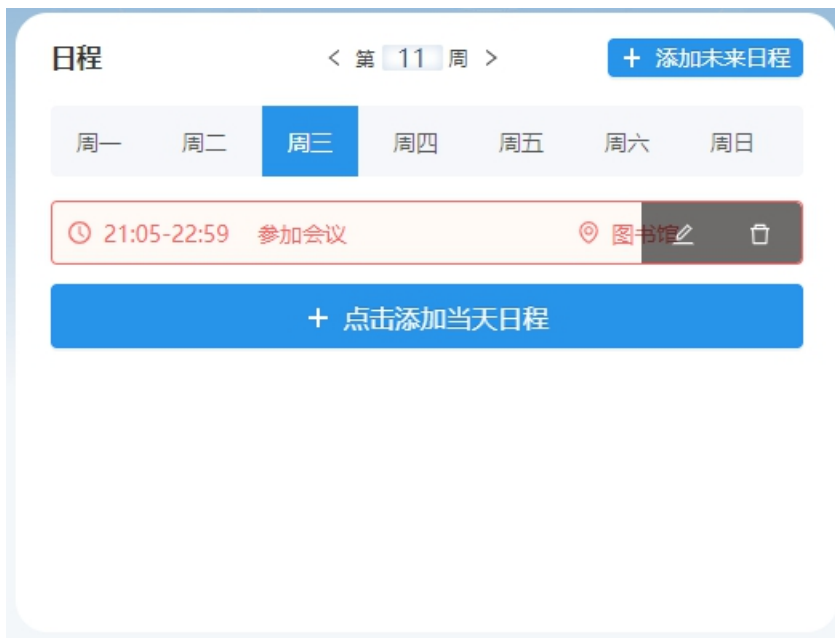 日程 < 第 11 周 > + 添加未来日程
周一 周二 周三 周四 周五 周六 周日
21:05-22:59 参加会议 图书馆
+ 点击添加当天日程